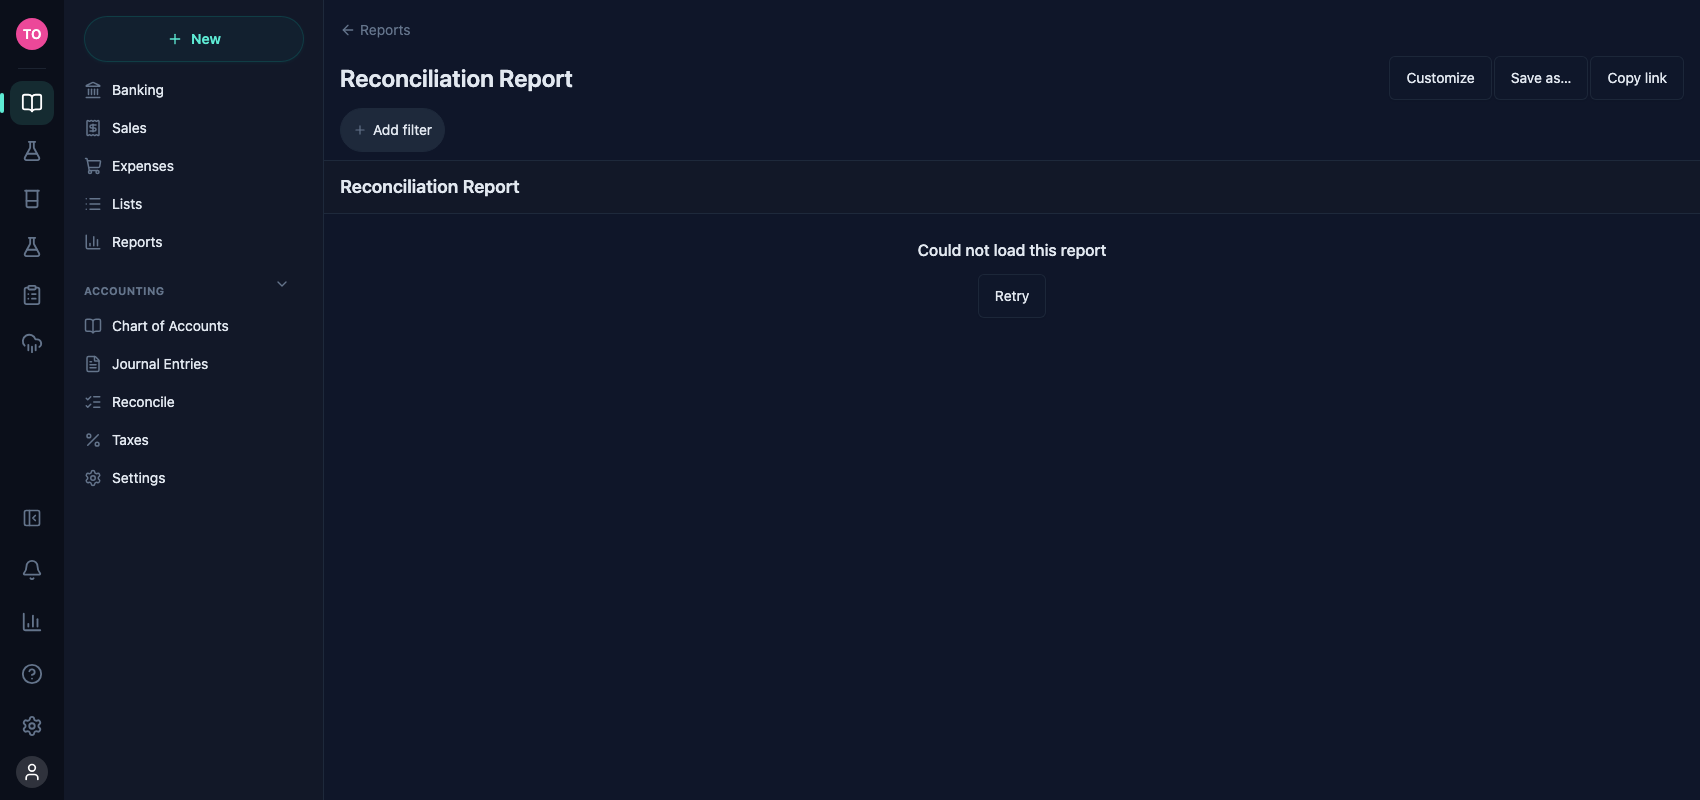 TO
New
Banking
Sales
Expenses
Lists
Reports
ACCOUNTING
Chart of Accounts
Journal Entries
Reconcile
Taxes
Settings
Reports
Reconciliation Report
Customize
Save as...
Copy link
Add filter
Reconciliation Report
Could not load this report
Retry